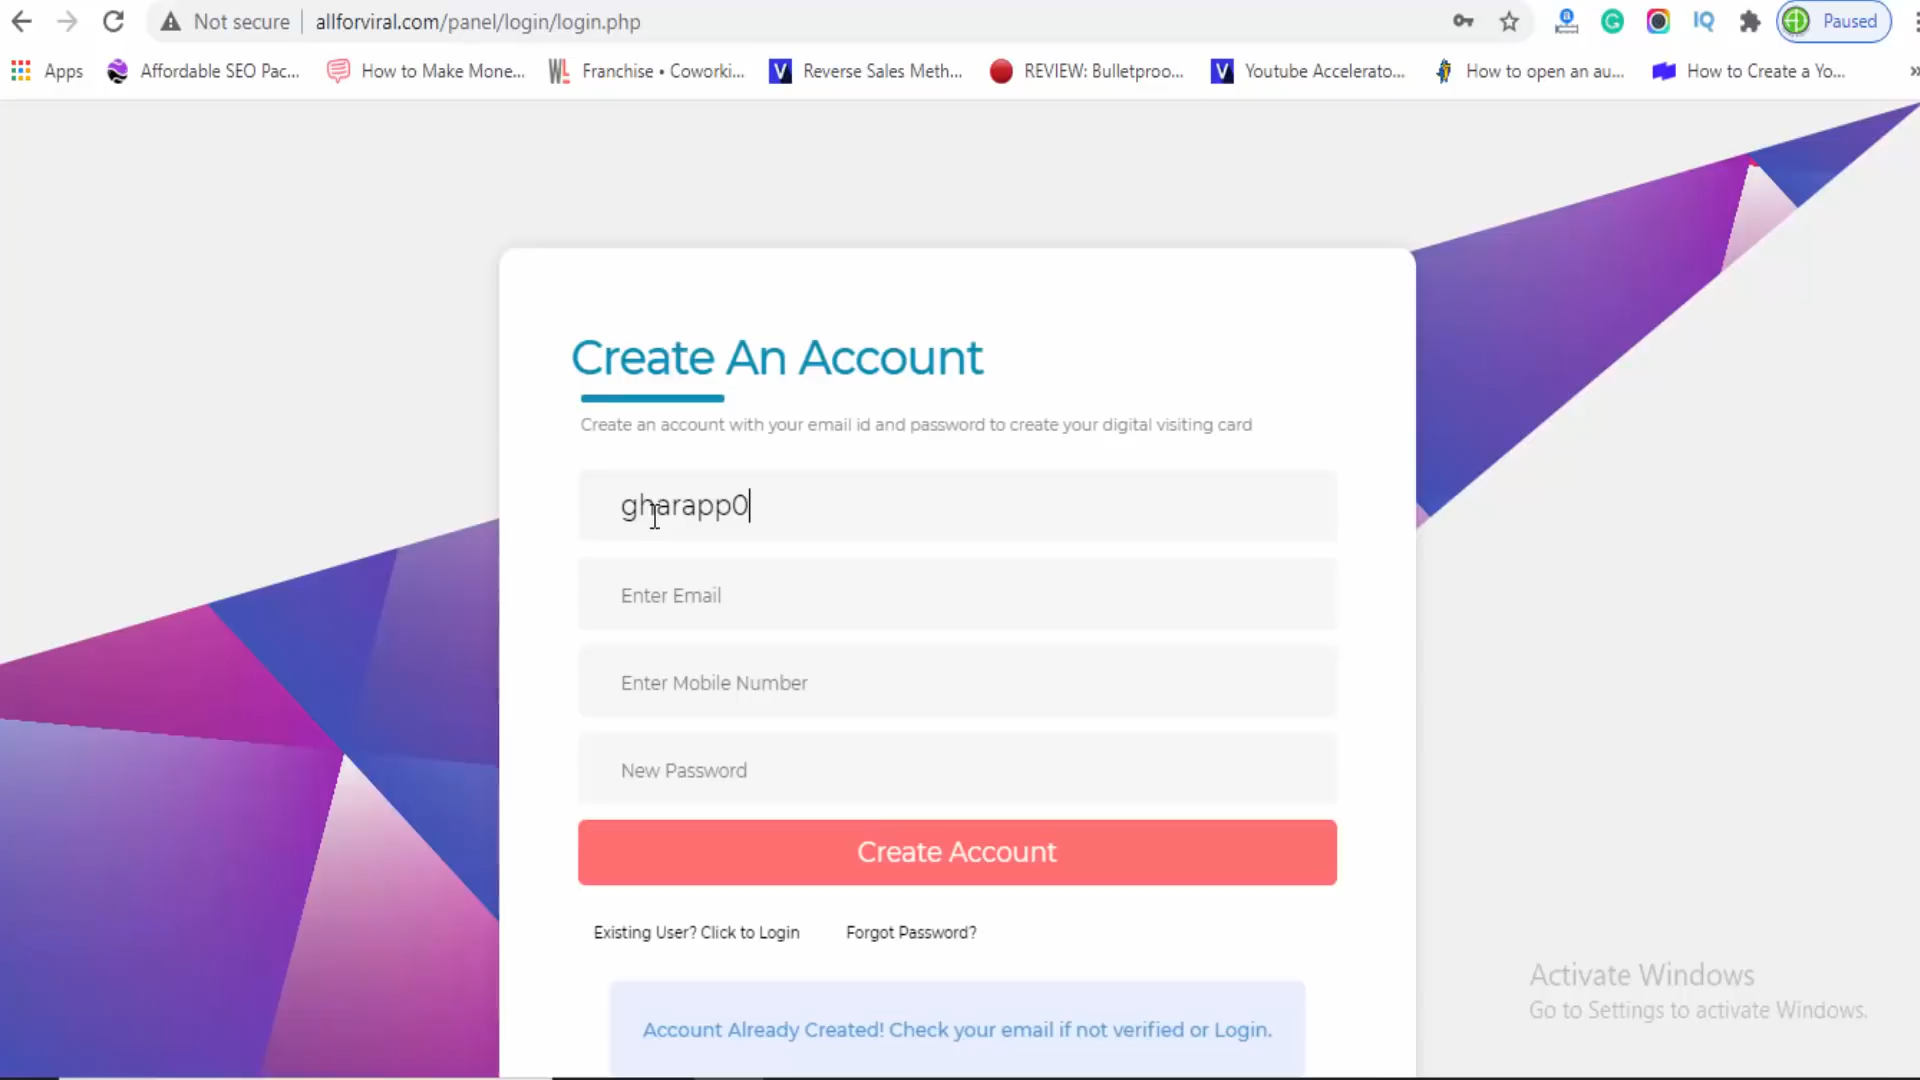 Not secure allforviral.com/panel/login/login.php Paused
Apps Affordable SEO Pac... How to Make Mone... Franchise • Coworki... Reverse Sales Meth... REVIEW: Bulletproo... Youtube Accelerato... How to open an au... How to Create a Yo...
Create An Account
Create an account with your email id and password to create your digital visiting card
gharapp0
Enter Email
Enter Mobile Number
New Password
Create Account
Existing User? Click to Login Forgot Password?
Account Already Created! Check your email if not verified or Login.
Activate Windows
Go to Settings to activate Windows.